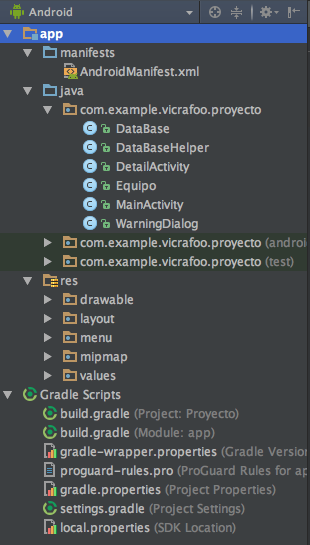 Android
app
manifests
AndroidManifest.xml
java
com.example.vicrafoo.proyecto
DataBase
DataBaseHelper
DetailActivity
Equipo
MainActivity
WarningDialog
com.example.vicrafoo.proyecto (androi
com.example.vicrafoo.proyecto (test)
res
drawable
layout
menu
mipmap
values
Gradle Scripts
build.gradle (Project: Proyecto)
build.gradle (Module: app)
gradle-wrapper.properties (Gradle Version
proguard-rules.pro (ProGuard Rules for ap
gradle.properties (Project Properties)
settings.gradle (Project Settings)
local.properties (SDK Location)